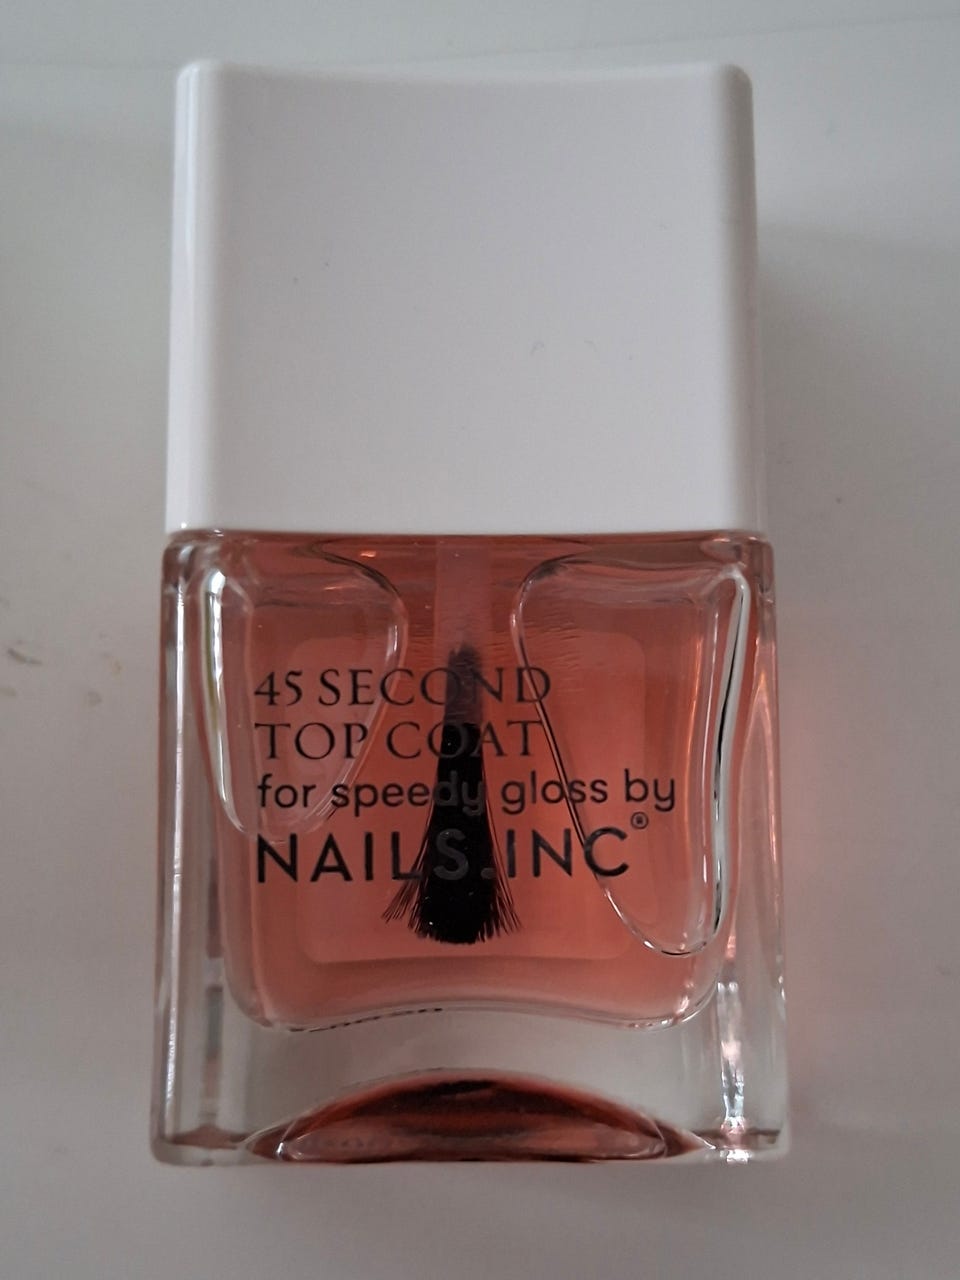 45 SECOND
TOP COAT
for speedy gloss by
NAILS.INC®